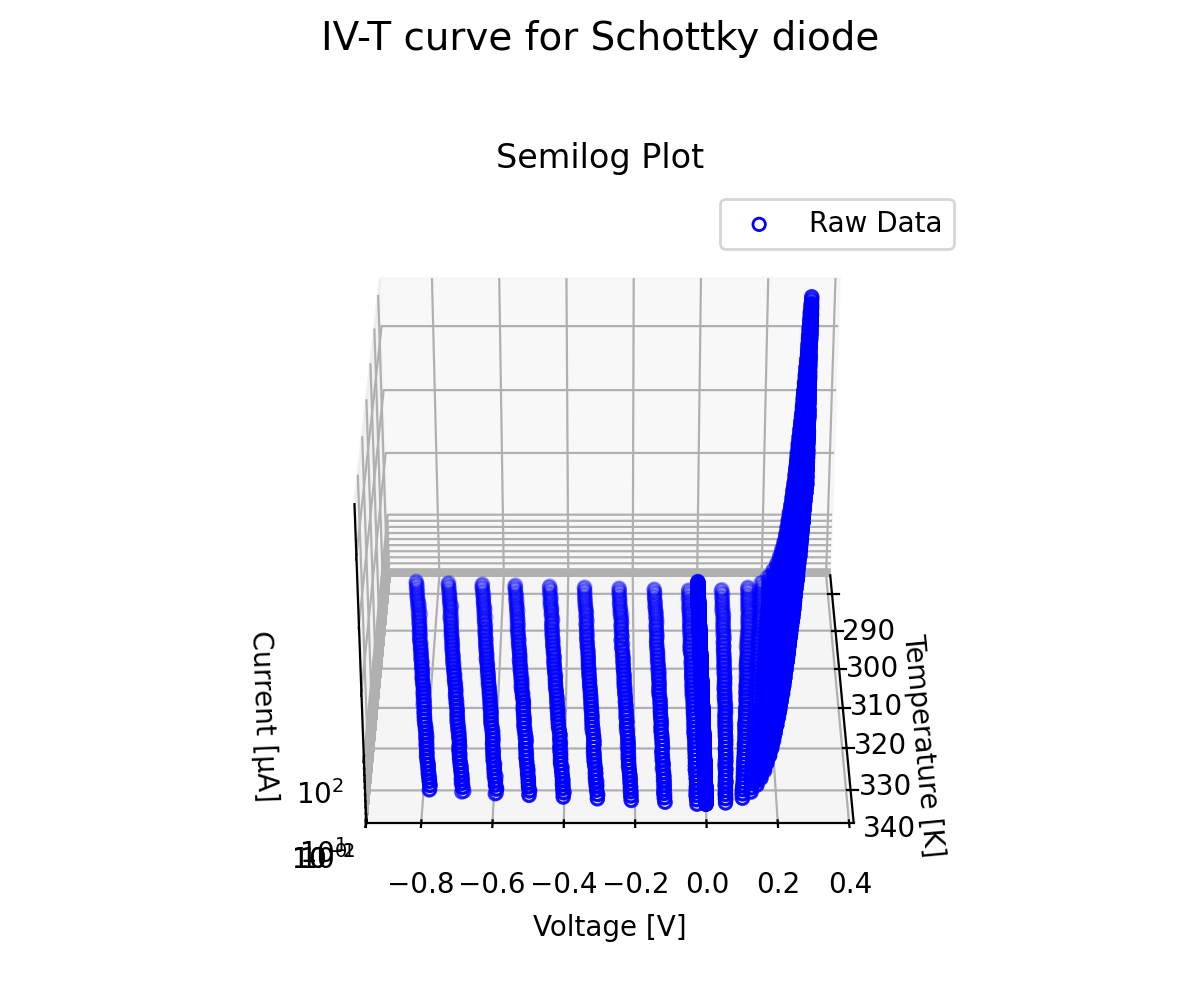 IV-T curve for Schottky diode
Semilog Plot
Raw Data
Current [μA]
10²
Temperature [K]
290
300
310
320
330
340
−0.8 −0.6 −0.4 −0.2 0.0 0.2 0.4
Voltage [V]